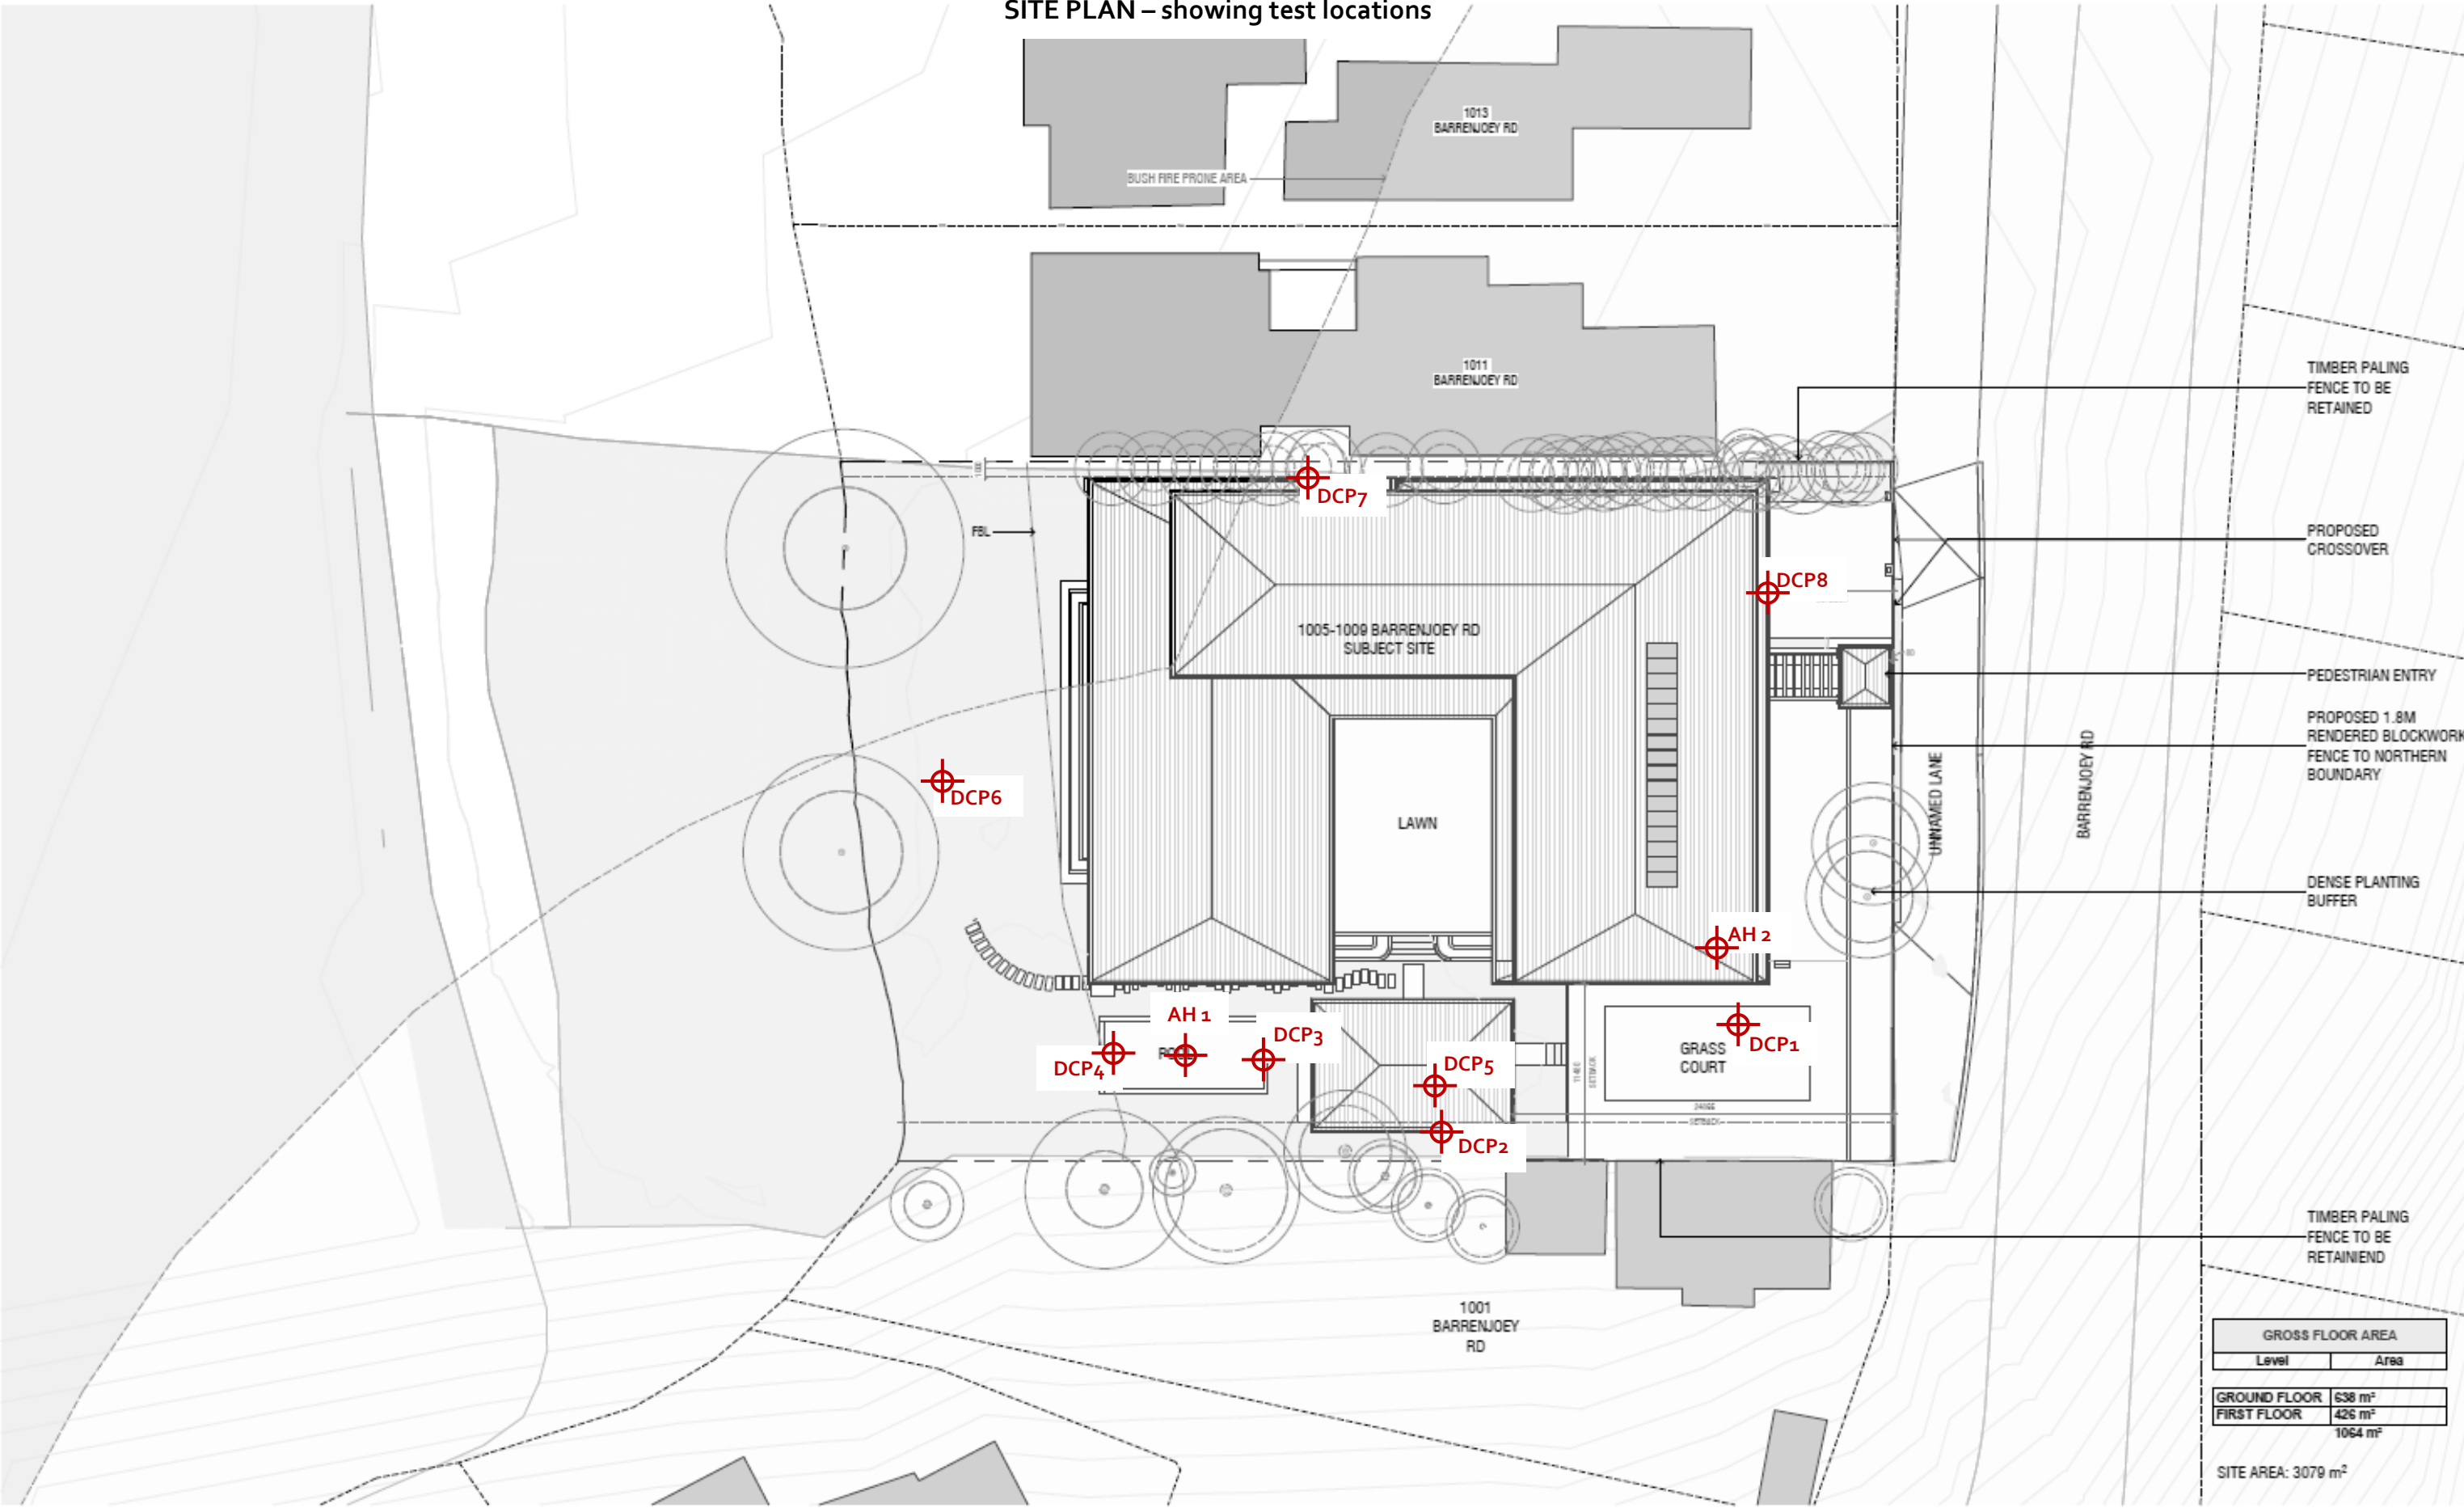 SITE PLAN – showing test locations
1013
BARRENJOEY RD
BUSH FIRE PRONE AREA
1011
BARRENJOEY RD
TIMBER PALING
FENCE TO BE
RETAINED
DCP7
FBL
PROPOSED
CROSSOVER
DCP8
1005-1009 BARRENJOEY RD
SUBJECT SITE
PEDESTRIAN ENTRY
PROPOSED 1.8M
RENDERED BLOCKWORK
FENCE TO NORTHERN
BOUNDARY
UNNAMED LANE
BARRENJOEY RD
DCP6
LAWN
DENSE PLANTING
BUFFER
AH 2
AH 1
DCP3
DCP4
DCP5
DCP1
GRASS
COURT
SETBACK
SETBACK
DCP2
TIMBER PALING
FENCE TO BE
RETAINIEND
1001
BARRENJOEY
RD
GROSS FLOOR AREA
Level Area
GROUND FLOOR 638 m²
FIRST FLOOR 426 m²
1064 m²
SITE AREA: 3079 m²